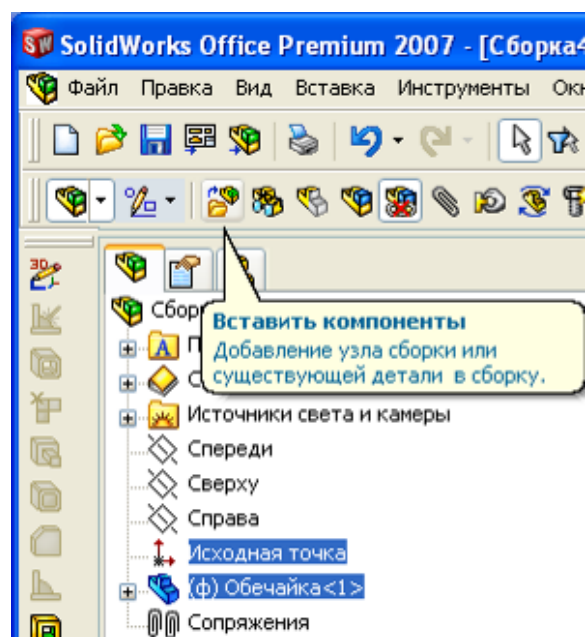 SolidWorks Office Premium 2007 - [Сборка4
Файл Правка Вид Вставка Инструменты Окн
3D
Сбор
Вставить компоненты
Добавление узла сборки или
существующей детали в сборку.
A П
С
Источники света и камеры
Спереди
Сверху
Справа
Исходная точка
(ф) Обечайка<1>
Сопряжения